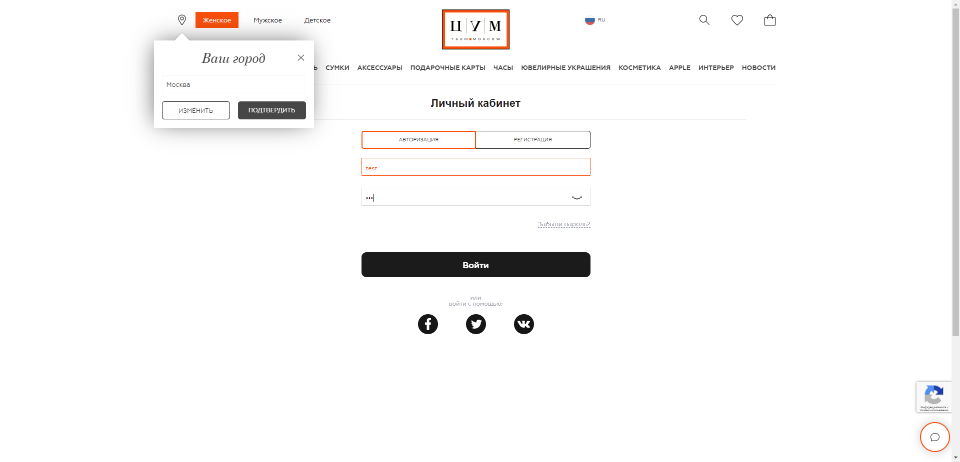 Женское Мужское Детское
ЦУМ
RU
Ваш город
Москва
ИЗМЕНИТЬ ПОДТВЕРДИТЬ
СУМКИ АКСЕССУАРЫ ПОДАРОЧНЫЕ КАРТЫ ЧАСЫ ЮВЕЛИРНЫЕ УКРАШЕНИЯ КОСМЕТИКА APPLE ИНТЕРЬЕР НОВОСТИ
Личный кабинет
АВТОРИЗАЦИЯ РЕГИСТРАЦИЯ
test
Забыли пароль?
Войти
или
войти с помощью: